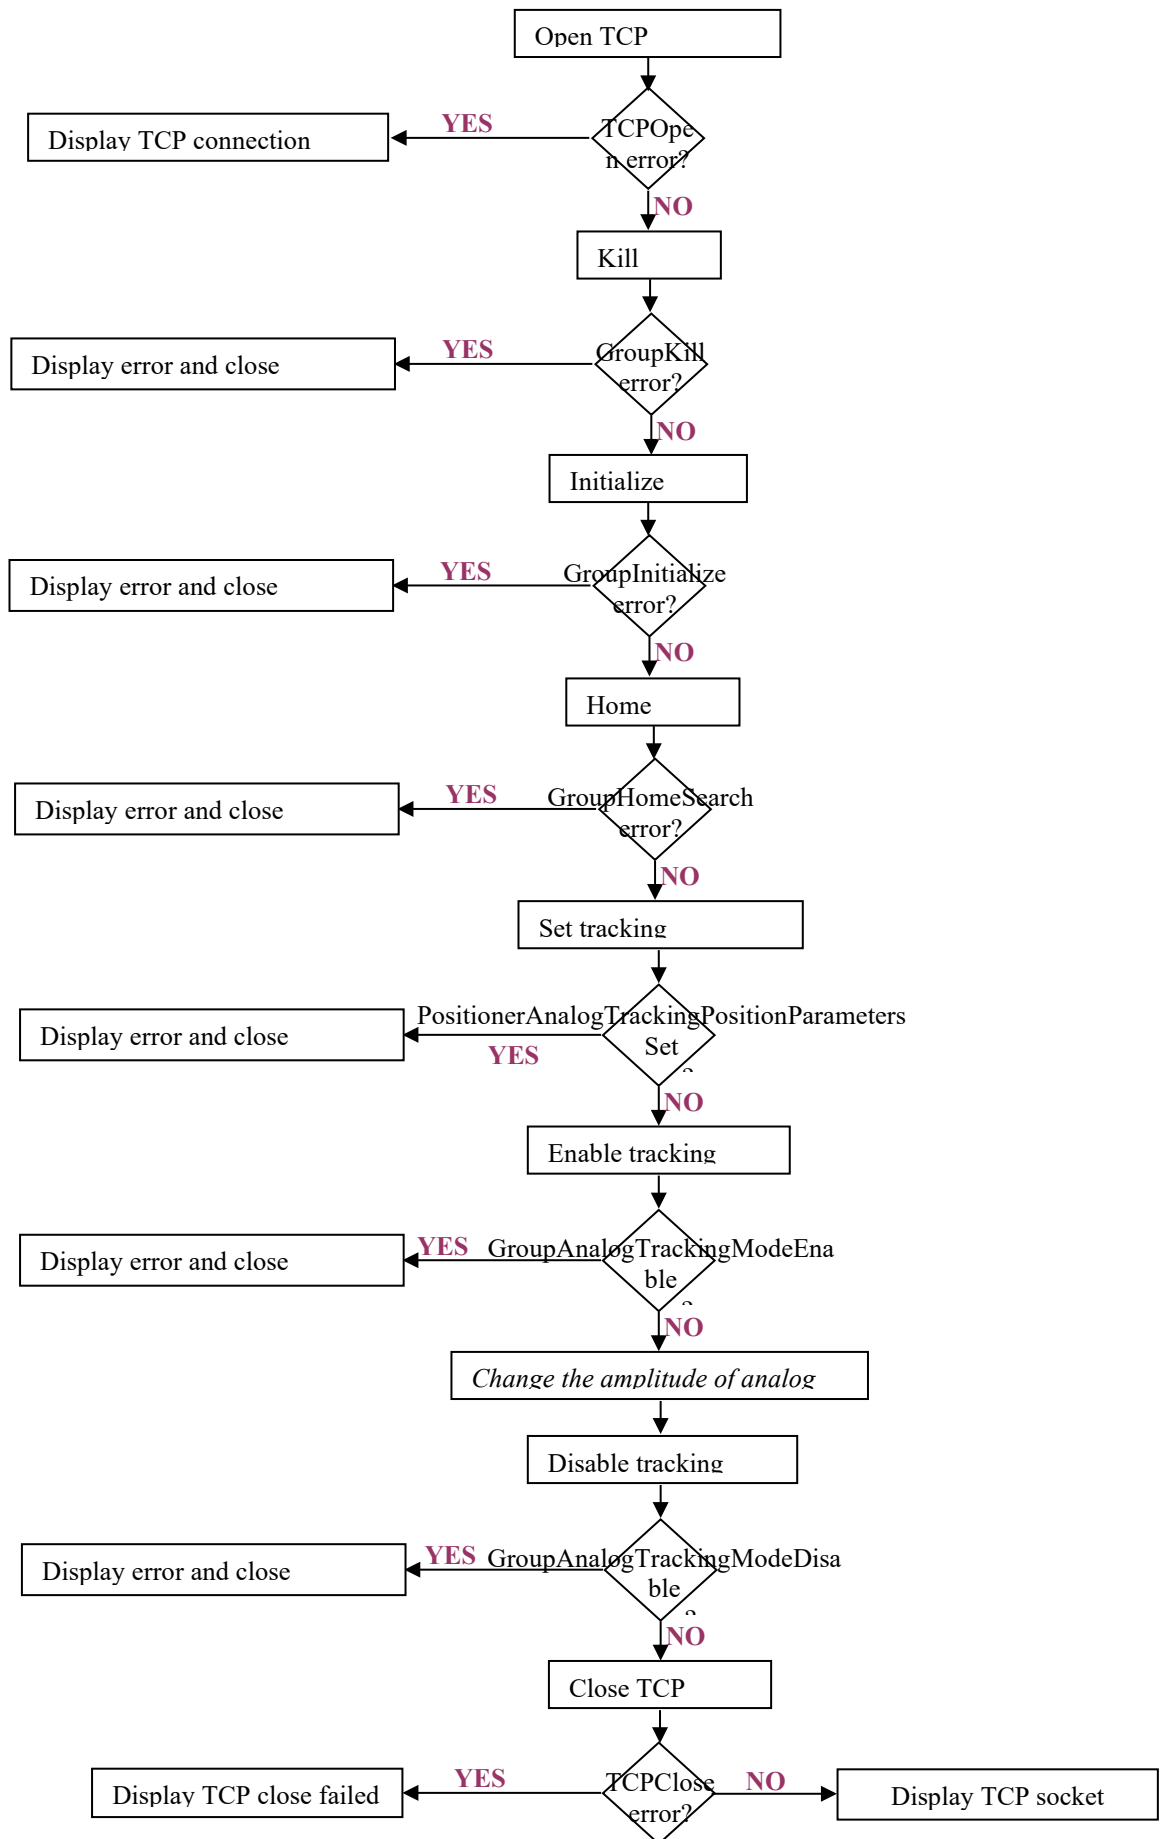 Open TCP
TCPOpe
n error?
YES
Display TCP connection
NO
Kill
GroupKill
error?
YES
Display error and close
NO
Initialize
GroupInitialize
error?
YES
Display error and close
NO
Home
GroupHomeSearch
error?
YES
Display error and close
NO
Set tracking
PositionerAnalogTrackingPositionParameters
Set
?
YES
Display error and close
NO
Enable tracking
GroupAnalogTrackingModeEna
ble
?
YES
Display error and close
NO
Change the amplitude of analog
Disable tracking
GroupAnalogTrackingModeDisa
ble
?
YES
Display error and close
NO
Close TCP
TCPClose
error?
YES
Display TCP close failed
NO
Display TCP socket